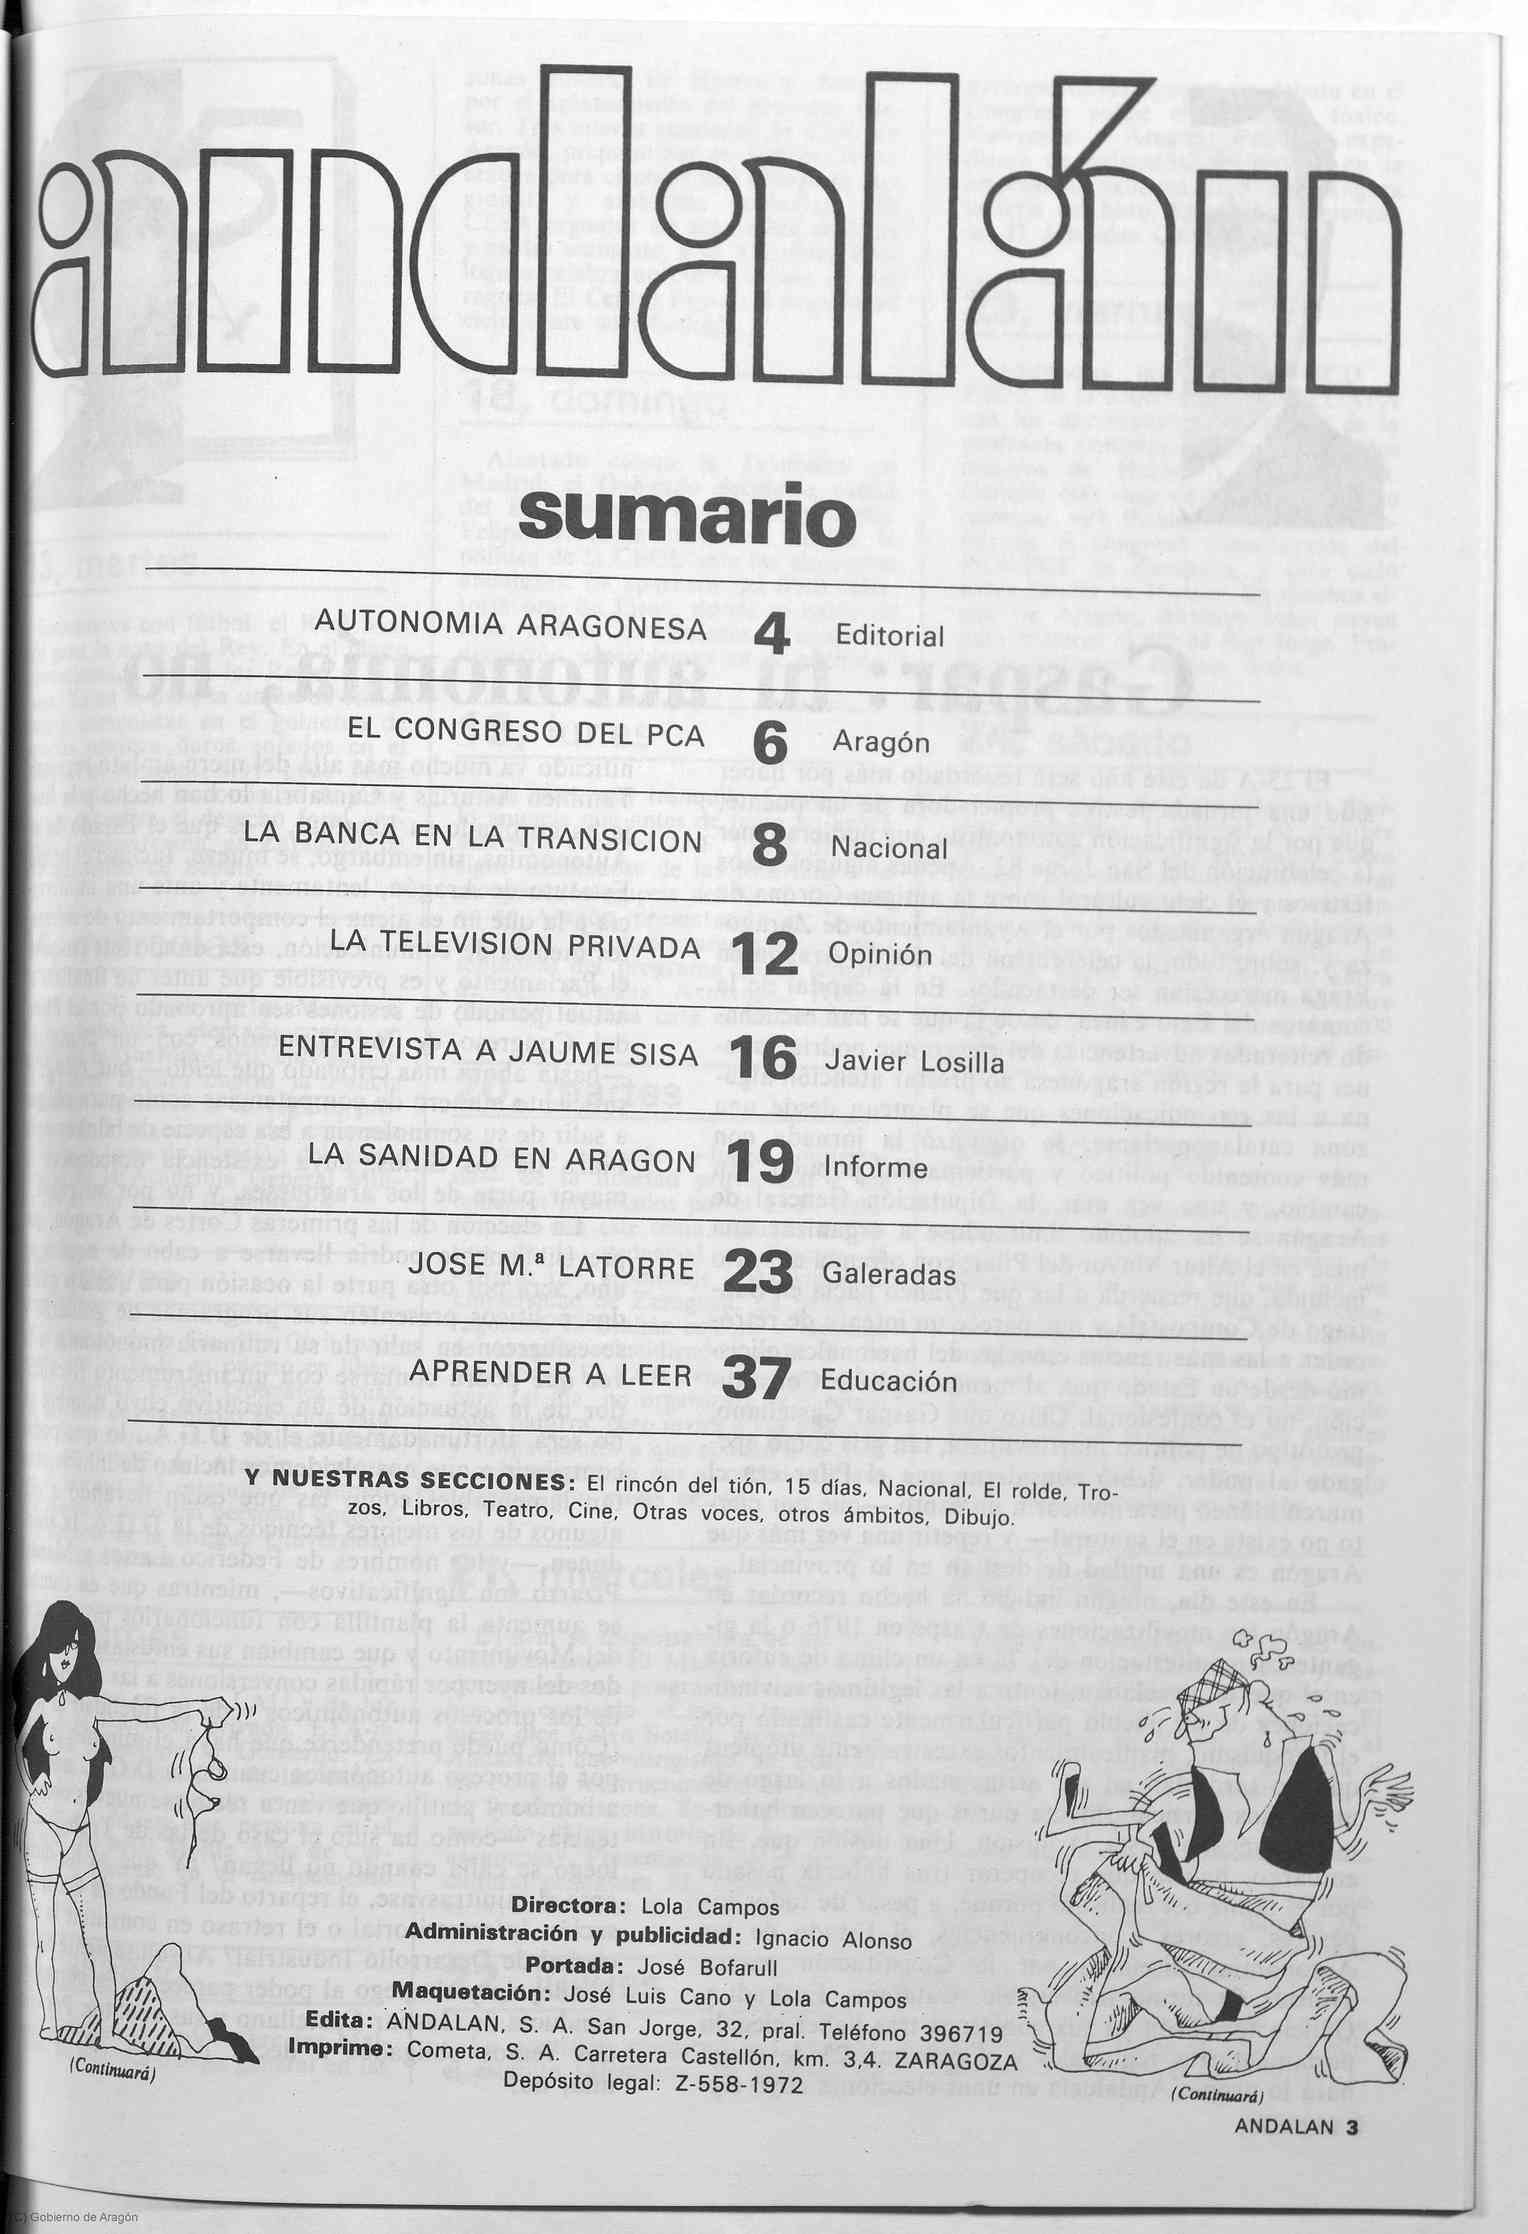 andalán
sumario
AUTONOMIA ARAGONESA 4 Editorial
EL CONGRESO DEL PCA 6 Aragón
LA BANCA EN LA TRANSICION 8 Nacional
LA TELEVISION PRIVADA 12 Opinión
ENTREVISTA A JAUME SISA 16 Javier Losilla
LA SANIDAD EN ARAGON 19 Informe
JOSE M.ª LATORRE 23 Galeradas
APRENDER A LEER 37 Educación
Y NUESTRAS SECCIONES: El rincón del tión, 15 días, Nacional, El rolde, Tro-
zos, Libros, Teatro, Cine, Otras voces, otros ámbitos, Dibujo.
Directora: Lola Campos
Administración y publicidad: Ignacio Alonso
Portada: José Bofarull
Maquetación: José Luis Cano y Lola Campos
Edita: ANDALAN, S. A. San Jorge, 32, pral. Teléfono 396719
Imprime: Cometa, S. A. Carretera Castellón, km. 3,4. ZARAGOZA
Depósito legal: Z-558-1972
(Continuará)
(Continuará)
ANDALAN 3
(C) Gobierno de Aragón